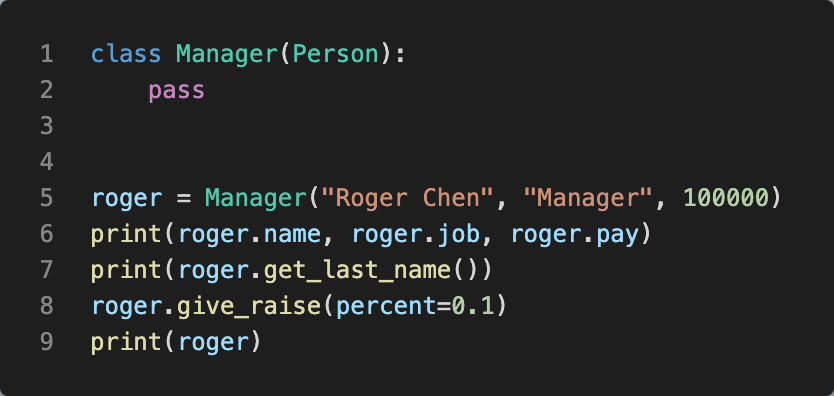 1 class Manager(Person):
2     pass
3
4
5 roger = Manager("Roger Chen", "Manager", 100000)
6 print(roger.name, roger.job, roger.pay)
7 print(roger.get_last_name())
8 roger.give_raise(percent=0.1)
9 print(roger)